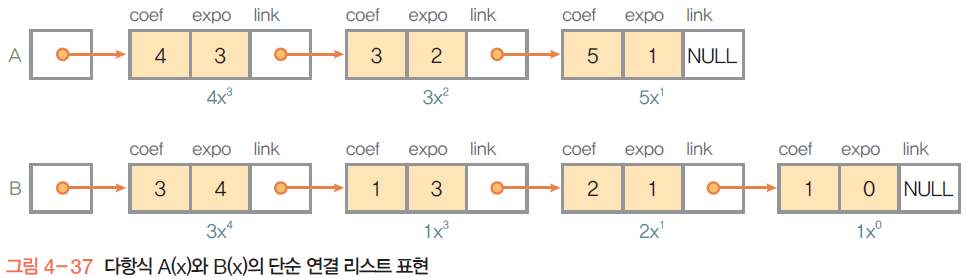 coef expo link coef expo link coef expo link
A 4 3 3 2 5 1 NULL
4x³ 3x² 5x¹
coef expo link coef expo link coef expo link coef expo link
B 3 4 1 3 2 1 1 0 NULL
3x⁴ 1x³ 2x¹ 1x⁰
그림 4-37 다항식 A(x)와 B(x)의 단순 연결 리스트 표현